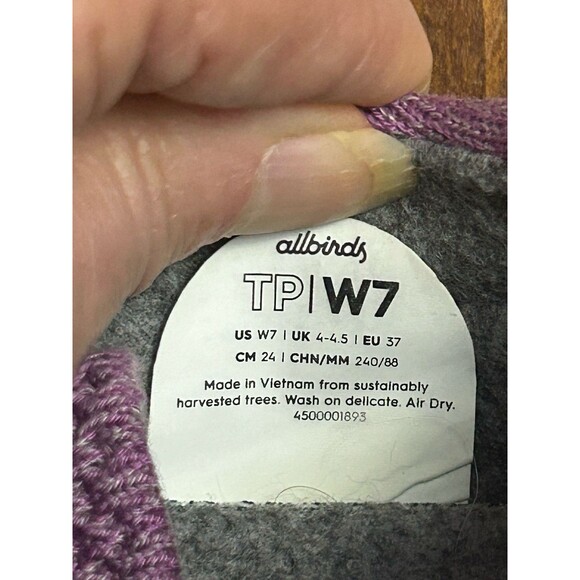 allbirds
TP|W7
US W7 | UK 4-4.5 | EU 37
CM 24 | CHN/MM 240/88
Made in Vietnam from sustainably
harvested trees. Wash on delicate. Air Dry.
4500001893